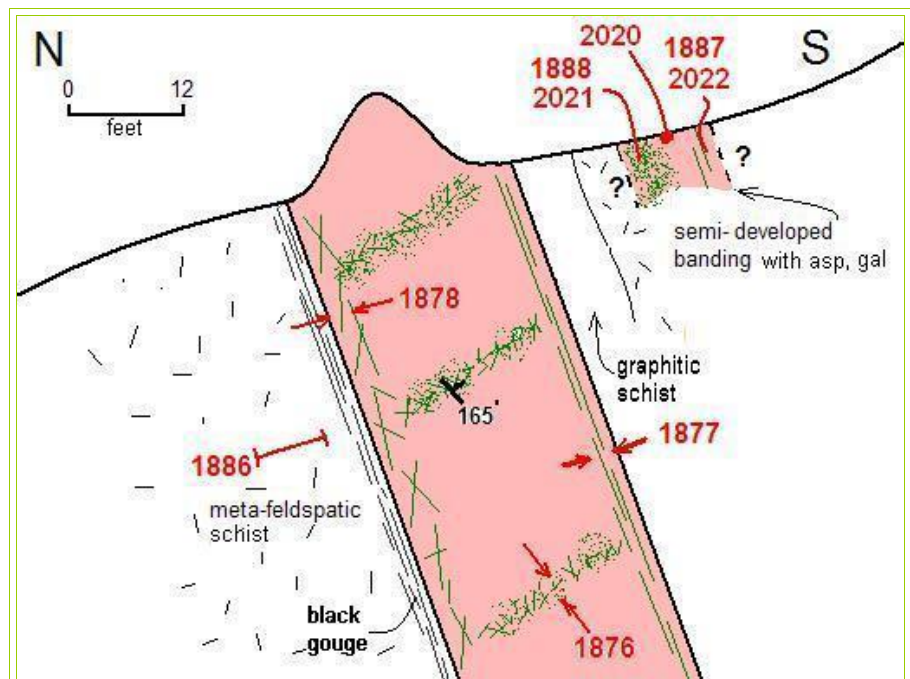 N
S
0 12
feet
2020
1888
2021
1887
2022
?
?
semi- developed
banding with asp, gal
1878
graphitic
schist
165°
1877
1886
meta-feldspatic
schist
black
gouge
1876